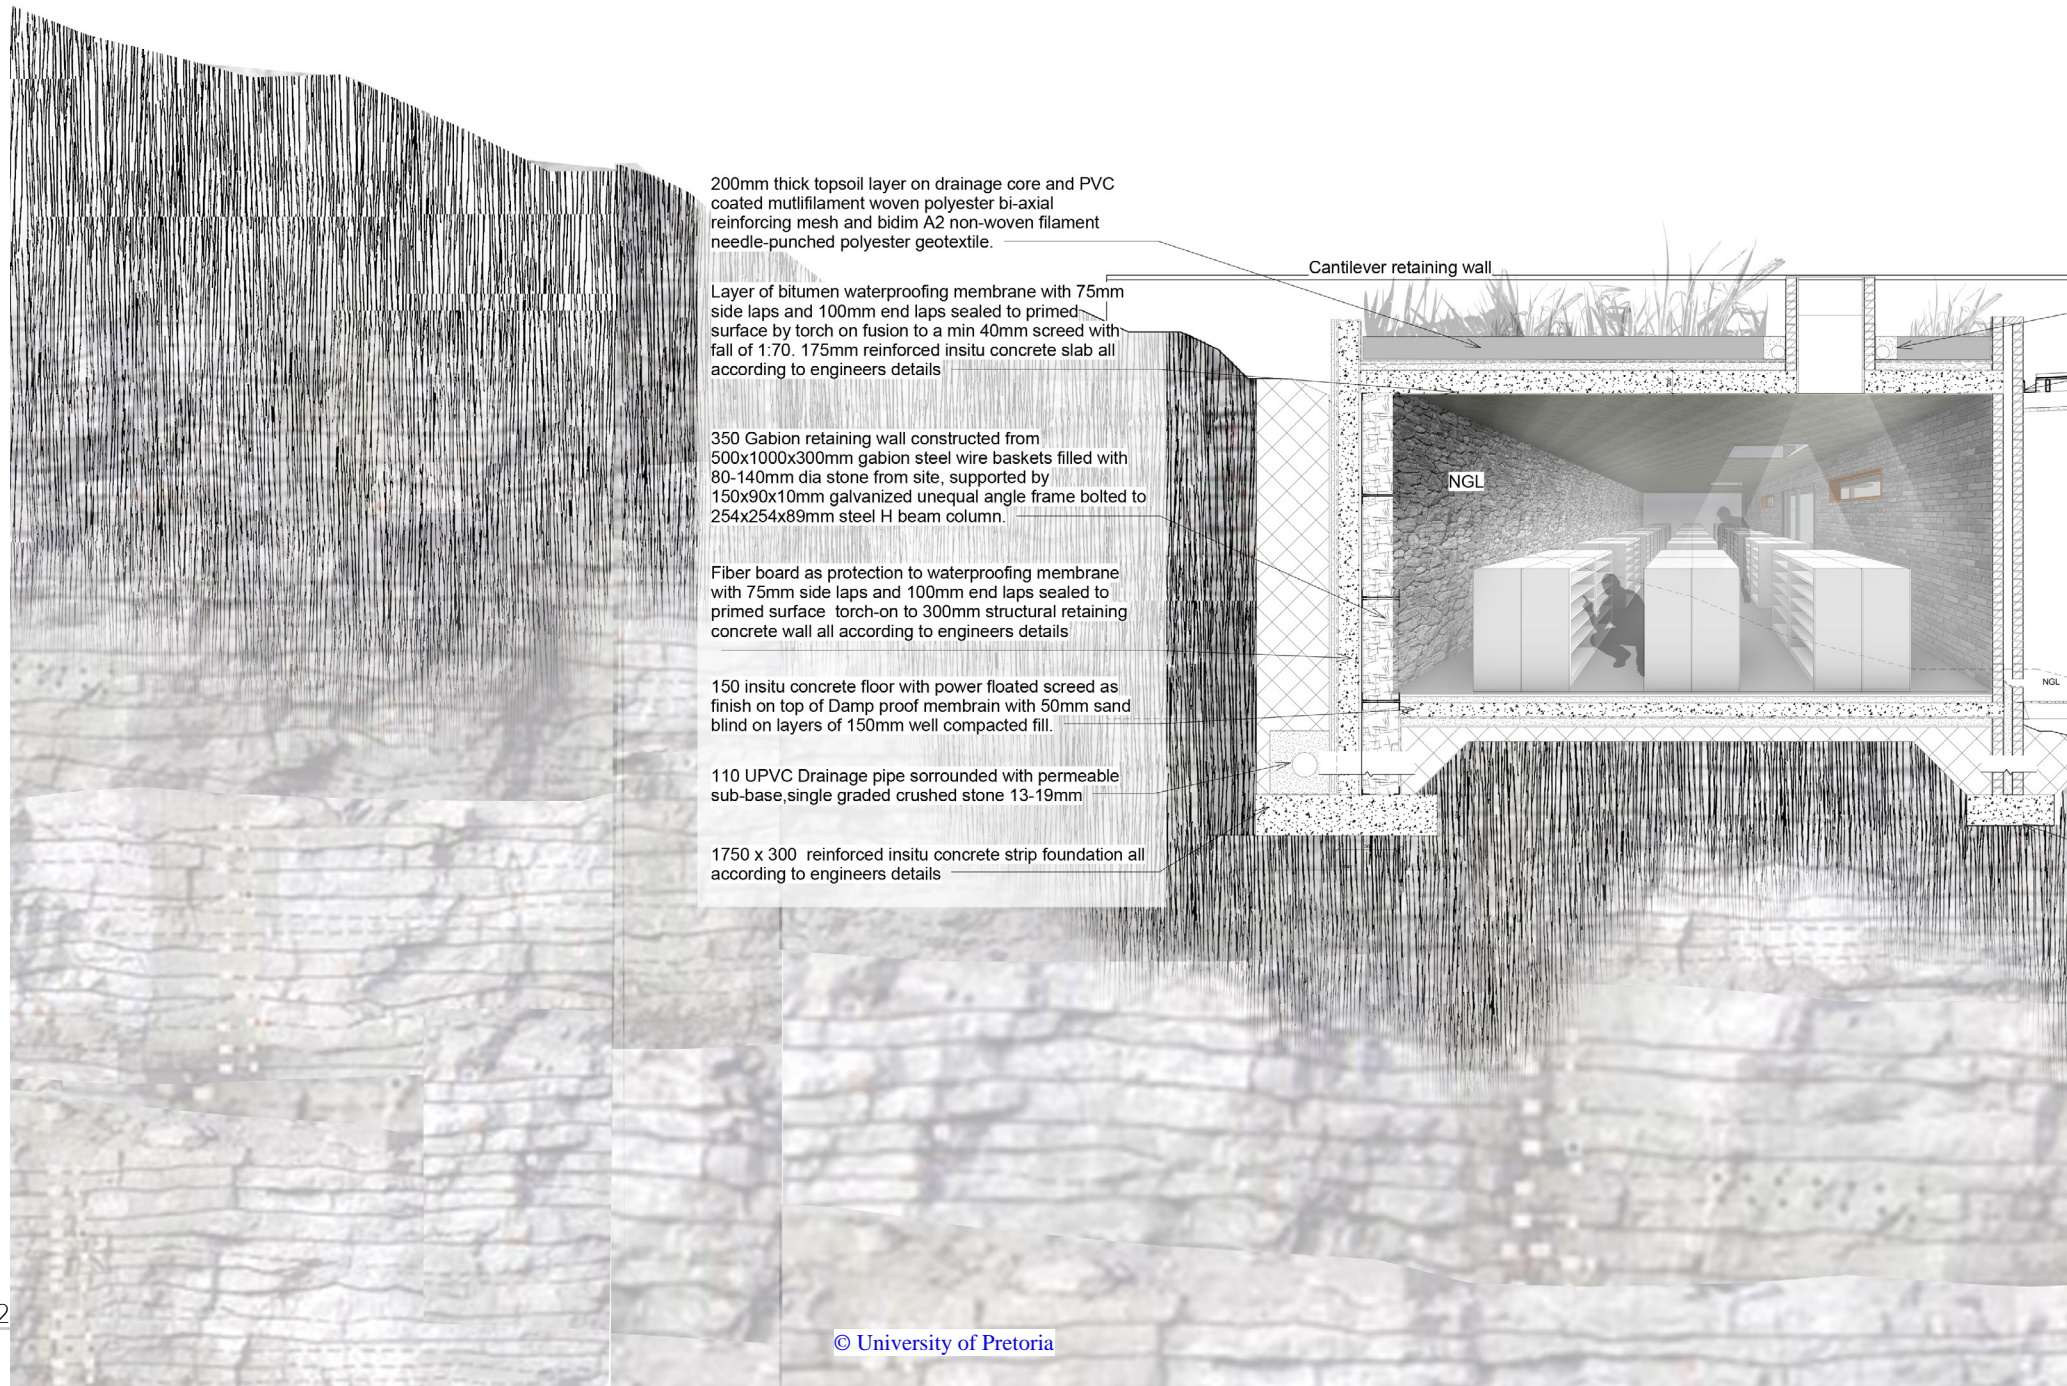 200mm thick topsoil layer on drainage core and PVC
coated mutlifilament woven polyester bi-axial
reinforcing mesh and bidim A2 non-woven filament
needle-punched polyester geotextile.
Cantilever retaining wall
Layer of bitumen waterproofing membrane with 75mm
side laps and 100mm end laps sealed to primed
surface by torch on fusion to a min 40mm screed with
fall of 1:70. 175mm reinforced insitu concrete slab all
according to engineers details
350 Gabion retaining wall constructed from
500x1000x300mm gabion steel wire baskets filled with
80-140mm dia stone from site, supported by
150x90x10mm galvanized unequal angle frame bolted to
254x254x89mm steel H beam column.
NGL
Fiber board as protection to waterproofing membrane
with 75mm side laps and 100mm end laps sealed to
primed surface  torch-on to 300mm structural retaining
concrete wall all according to engineers details
150 insitu concrete floor with power floated screed as
finish on top of Damp proof membrain with 50mm sand
blind on layers of 150mm well compacted fill.
NGL
110 UPVC Drainage pipe sorrounded with permeable
sub-base,single graded crushed stone 13-19mm
1750 x 300  reinforced insitu concrete strip foundation all
according to engineers details
2
© University of Pretoria